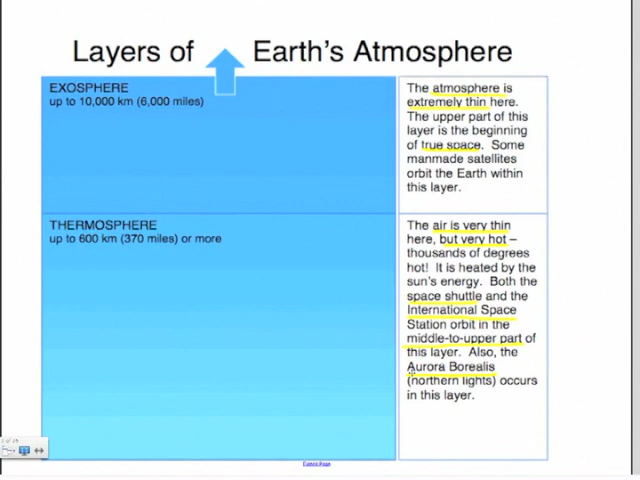 Layers of Earth's Atmosphere
EXOSPHERE
up to 10,000 km (6,000 miles)
The atmosphere is
extremely thin here.
The upper part of this
layer is the beginning
of true space. Some
manmade satellites
orbit the Earth within
this layer.
THERMOSPHERE
up to 600 km (370 miles) or more
The air is very thin
here, but very hot –
thousands of degrees
hot! It is heated by the
sun's energy. Both the
space shuttle and the
International Space
Station orbit in the
middle-to-upper part of
this layer. Also, the
Aurora Borealis
(northern lights) occurs
in this layer.